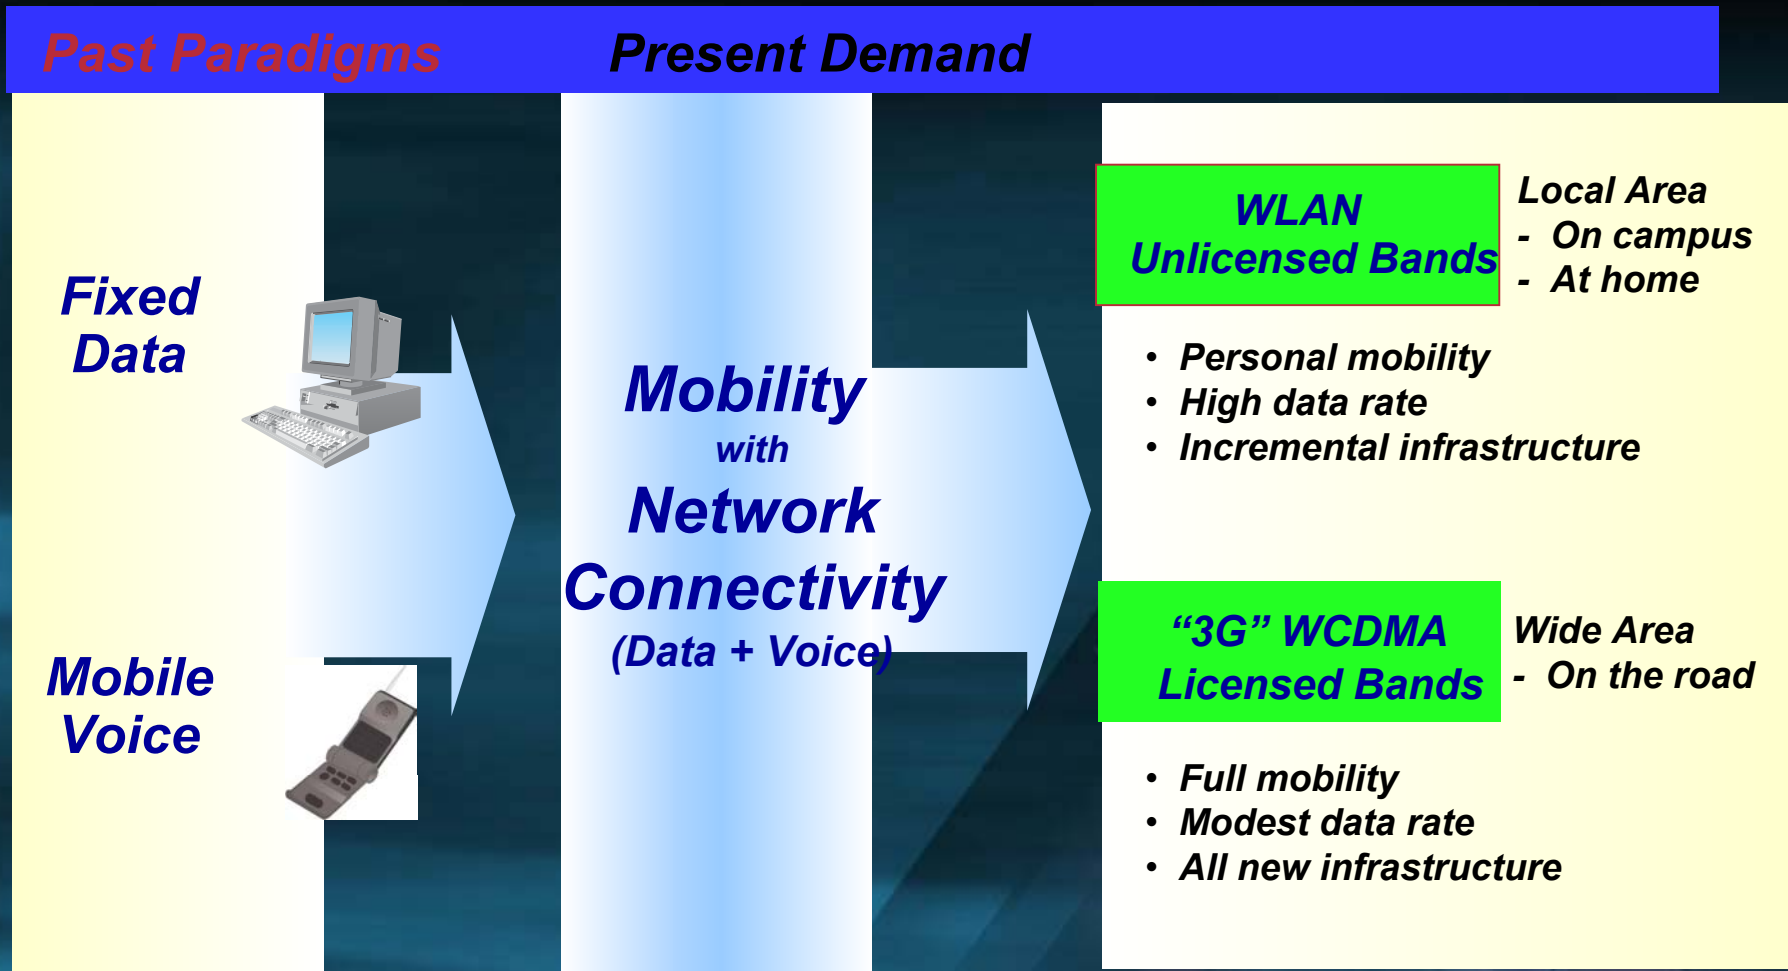 Past Paradigms
Present Demand
Fixed
Data
Mobile
Voice
Mobility
with
Network
Connectivity
(Data + Voice)
WLAN
Unlicensed Bands
Local Area
- On campus
- At home
• Personal mobility
• High data rate
• Incremental infrastructure
“3G” WCDMA
Licensed Bands
Wide Area
- On the road
• Full mobility
• Modest data rate
• All new infrastructure